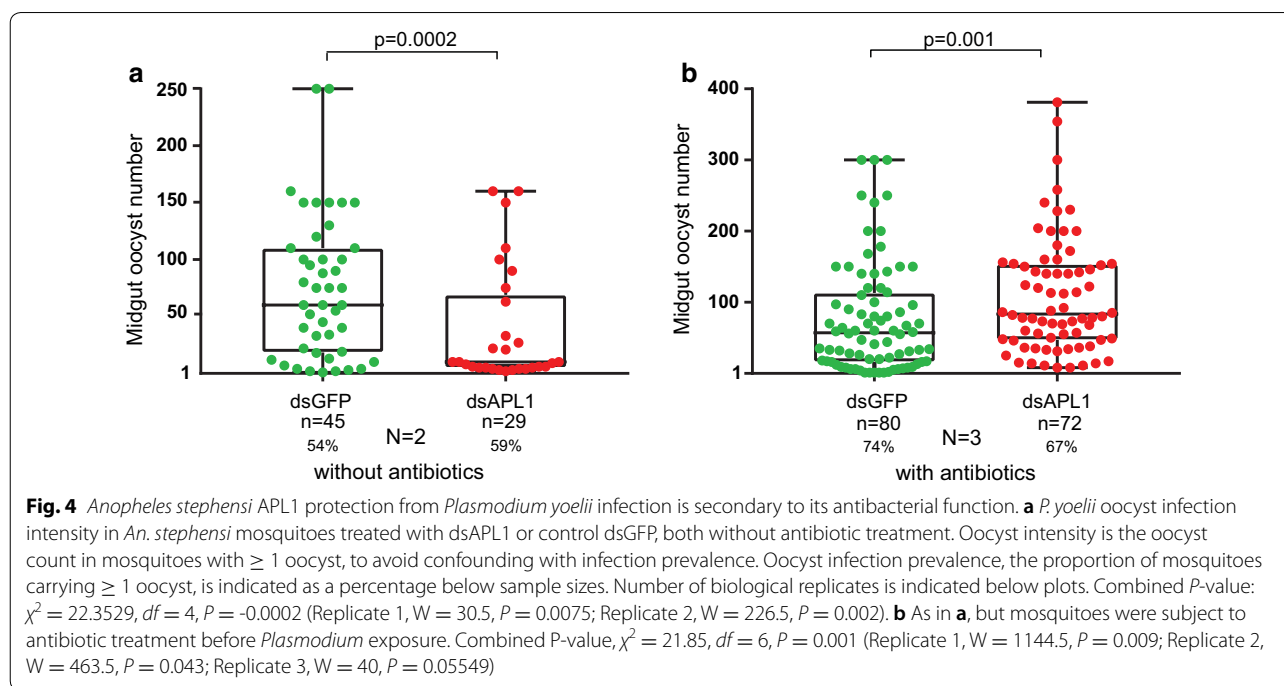 p=0.0002
a
Midgut oocyst number
250
200
150
100
50
1
dsGFP
n=45
54%
N=2
dsAPL1
n=29
59%
without antibiotics
p=0.001
b
Midgut oocyst number
400
300
200
100
1
dsGFP
n=80
74%
N=3
dsAPL1
n=72
67%
with antibiotics
Fig. 4 Anopheles stephensi APL1 protection from Plasmodium yoelii infection is secondary to its antibacterial function. a P. yoelii oocyst infection
intensity in An. stephensi mosquitoes treated with dsAPL1 or control dsGFP, both without antibiotic treatment. Oocyst intensity is the oocyst
count in mosquitoes with ≥ 1 oocyst, to avoid confounding with infection prevalence. Oocyst infection prevalence, the proportion of mosquitoes
carrying ≥ 1 oocyst, is indicated as a percentage below sample sizes. Number of biological replicates is indicated below plots. Combined P-value:
χ² = 22.3529, df = 4, P = -0.0002 (Replicate 1, W = 30.5, P = 0.0075; Replicate 2, W = 226.5, P = 0.002). b As in a, but mosquitoes were subject to
antibiotic treatment before Plasmodium exposure. Combined P-value, χ² = 21.85, df = 6, P = 0.001 (Replicate 1, W = 1144.5, P = 0.009; Replicate 2,
W = 463.5, P = 0.043; Replicate 3, W = 40, P = 0.05549)